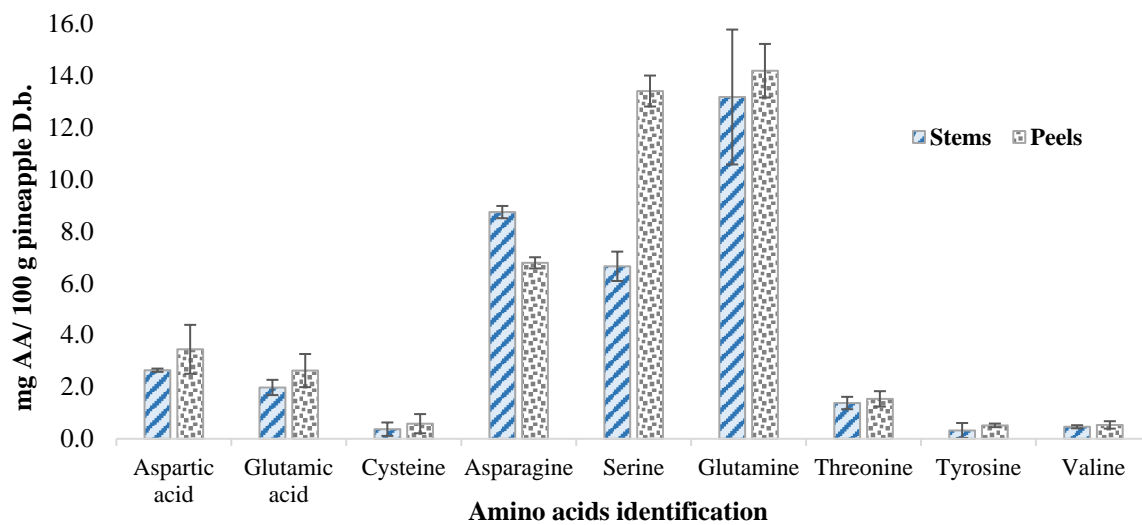 16.0
14.0
12.0
10.0
8.0
6.0
4.0
2.0
0.0
mg AA/ 100 g pineapple D.b.
Stems Peels
Aspartic acid
Glutamic acid
Cysteine
Asparagine
Serine
Glutamine
Threonine
Tyrosine
Valine
Amino acids identification